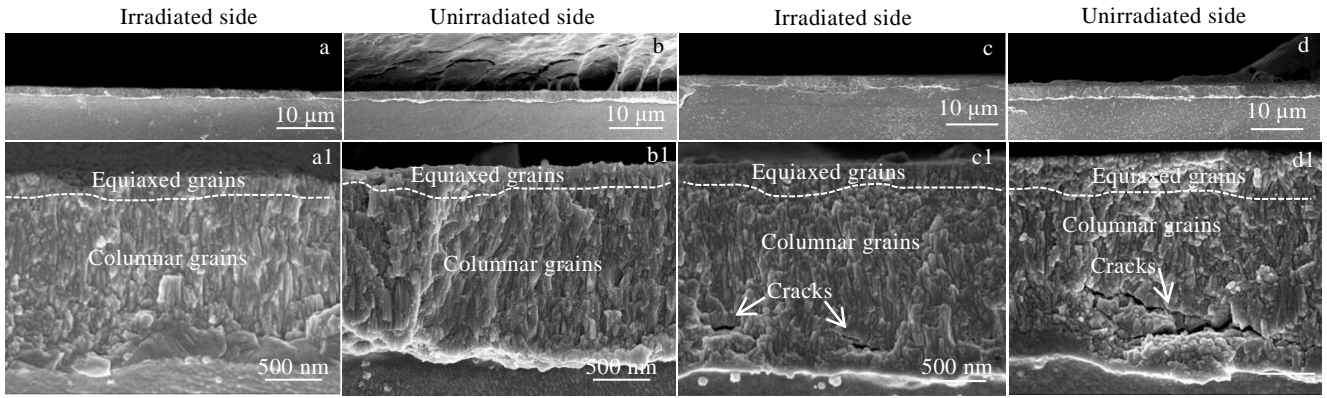 Irradiated side
Unirradiated side
Irradiated side
Unirradiated side
a
b
c
d
10 μm
10 μm
10 μm
10 μm
a1
b1
c1
d1
Equiaxed grains
Equiaxed grains
Equiaxed grains
Equiaxed grains
Columnar grains
Columnar grains
Columnar grains
Columnar grains
Cracks
Cracks
500 nm
500 nm
500 nm